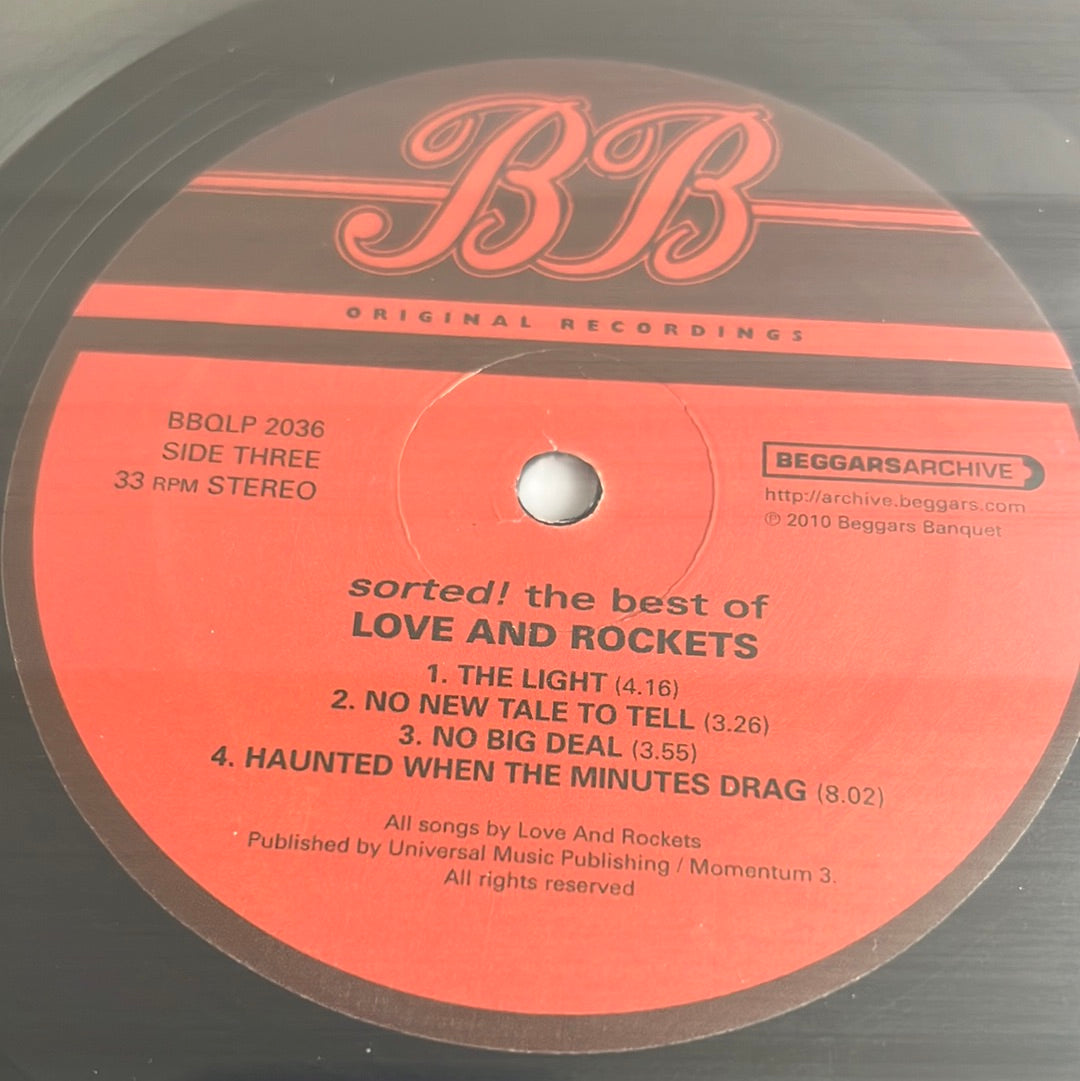 BB
ORIGINAL RECORDINGS
BBQLP 2036
SIDE THREE
33 RPM STEREO
BEGGARSARCHIVE
http://archive.beggars.com
℗ 2010 Beggars Banquet
sorted! the best of
LOVE AND ROCKETS
1. THE LIGHT (4.16)
2. NO NEW TALE TO TELL (3.26)
3. NO BIG DEAL (3.55)
4. HAUNTED WHEN THE MINUTES DRAG (8.02)
All songs by Love And Rockets
Published by Universal Music Publishing / Momentum 3.
All rights reserved